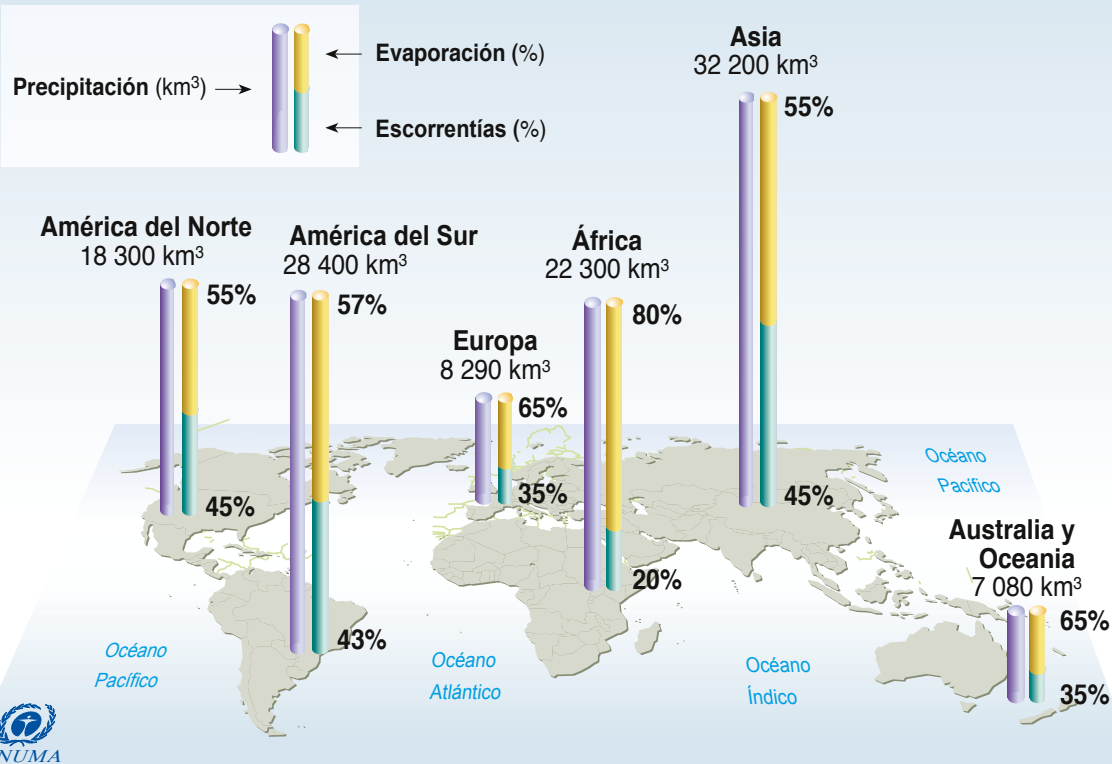 Precipitación (km³)
Evaporación (%)
Escorrentías (%)
América del Norte
18 300 km³
55%
45%
América del Sur
28 400 km³
57%
43%
Europa
8 290 km³
65%
35%
África
22 300 km³
80%
20%
Asia
32 200 km³
55%
45%
Australia y
Oceania
7 080 km³
65%
35%
Océano
Pacífico
Océano
Atlántico
Océano
Índico
Océano
Pacífico
NUMA